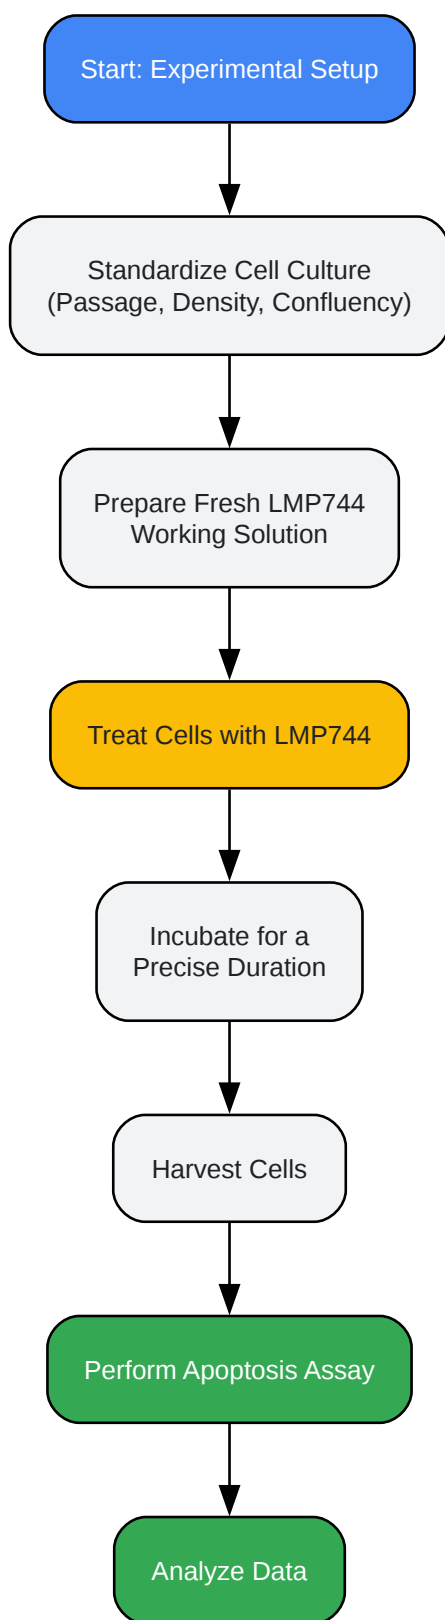 Start: Experimental Setup
Standardize Cell Culture
(Passage, Density, Confluency)
Prepare Fresh LMP744
Working Solution
Treat Cells with LMP744
Incubate for a
Precise Duration
Harvest Cells
Perform Apoptosis Assay
Analyze Data